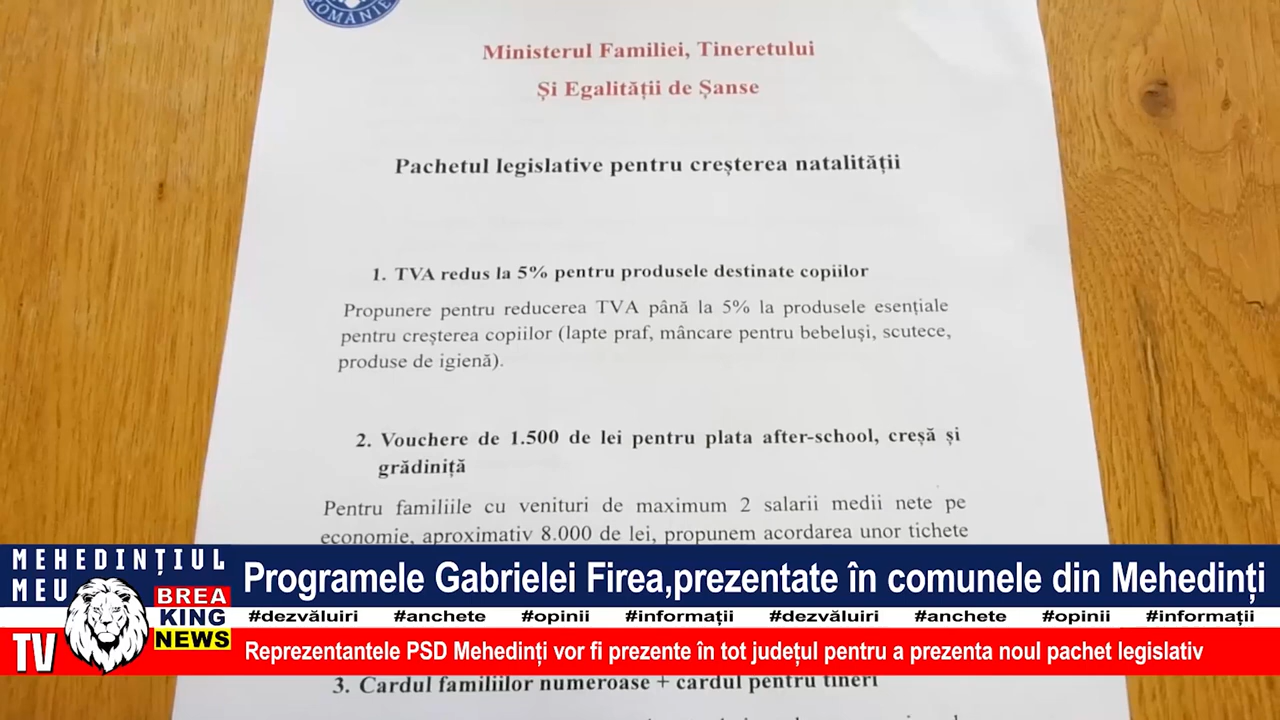 ROMÂNIEI
Ministerul Familiei, Tineretului
Și Egalității de Șanse
Pachetul legislative pentru creșterea natalității
1. TVA redus la 5% pentru produsele destinate copiilor
Propunere pentru reducerea TVA până la 5% la produsele esențiale
pentru creșterea copiilor (lapte praf, mâncare pentru bebeluși, scutece,
produse de igienă).
2. Vouchere de 1.500 de lei pentru plata after-school, creșă și
grădiniță
Pentru familiile cu venituri de maximum 2 salarii medii nete pe
economie, aproximativ 8.000 de lei, propunem acordarea unor tichete
MEHEDINȚIUL
MEU
TV
BREA
KING
NEWS
Programele Gabrielei Firea,prezentate în comunele din Mehedinți
#dezvăluiri #anchete #opinii #informații #dezvăluiri #anchete #opinii #informații
Reprezentantele PSD Mehedinți vor fi prezente în tot județul pentru a prezenta noul pachet legislativ
3. Cardul familiilor numeroase + cardul pentru tineri